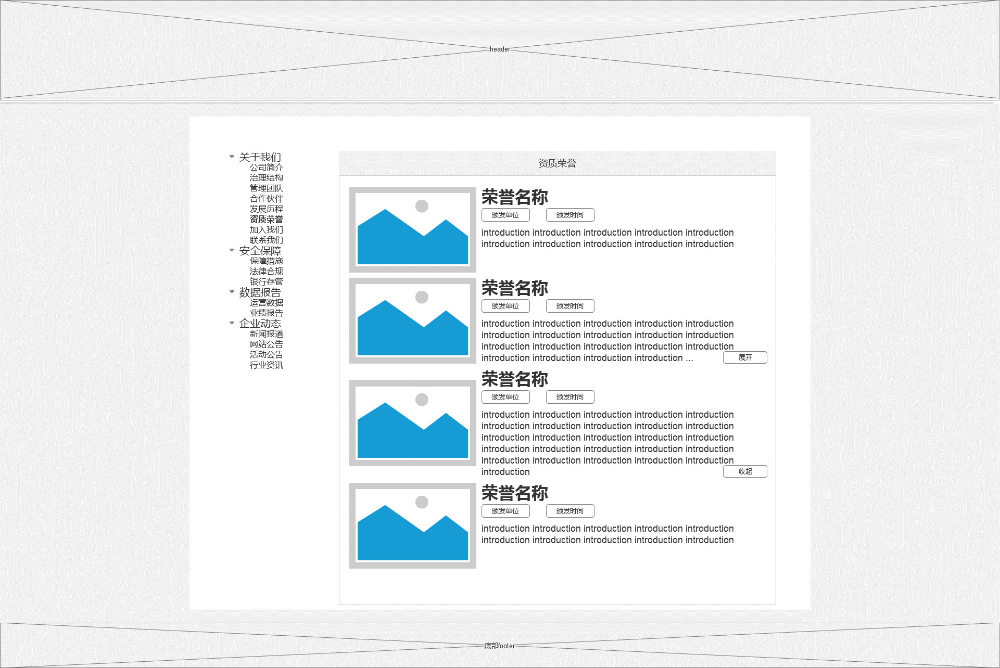 header
关于我们
公司简介
治理结构
管理团队
合作伙伴
发展历程
资质荣誉
加入我们
联系我们
安全保障
保障措施
法律合规
银行存管
数据报告
运营数据
业绩报告
企业动态
新闻报道
网站公告
活动公告
行业资讯
资质荣誉
荣誉名称
颁发单位 颁发时间
introduction introduction introduction introduction introduction
introduction introduction introduction introduction introduction
荣誉名称
颁发单位 颁发时间
introduction introduction introduction introduction introduction
introduction introduction introduction introduction introduction
introduction introduction introduction introduction introduction
introduction introduction introduction introduction ... 展开
荣誉名称
颁发单位 颁发时间
introduction introduction introduction introduction introduction
introduction introduction introduction introduction introduction
introduction introduction introduction introduction introduction
introduction introduction introduction introduction introduction
introduction introduction introduction introduction introduction
introduction 收起
荣誉名称
颁发单位 颁发时间
introduction introduction introduction introduction introduction
introduction introduction introduction introduction introduction
底部footer